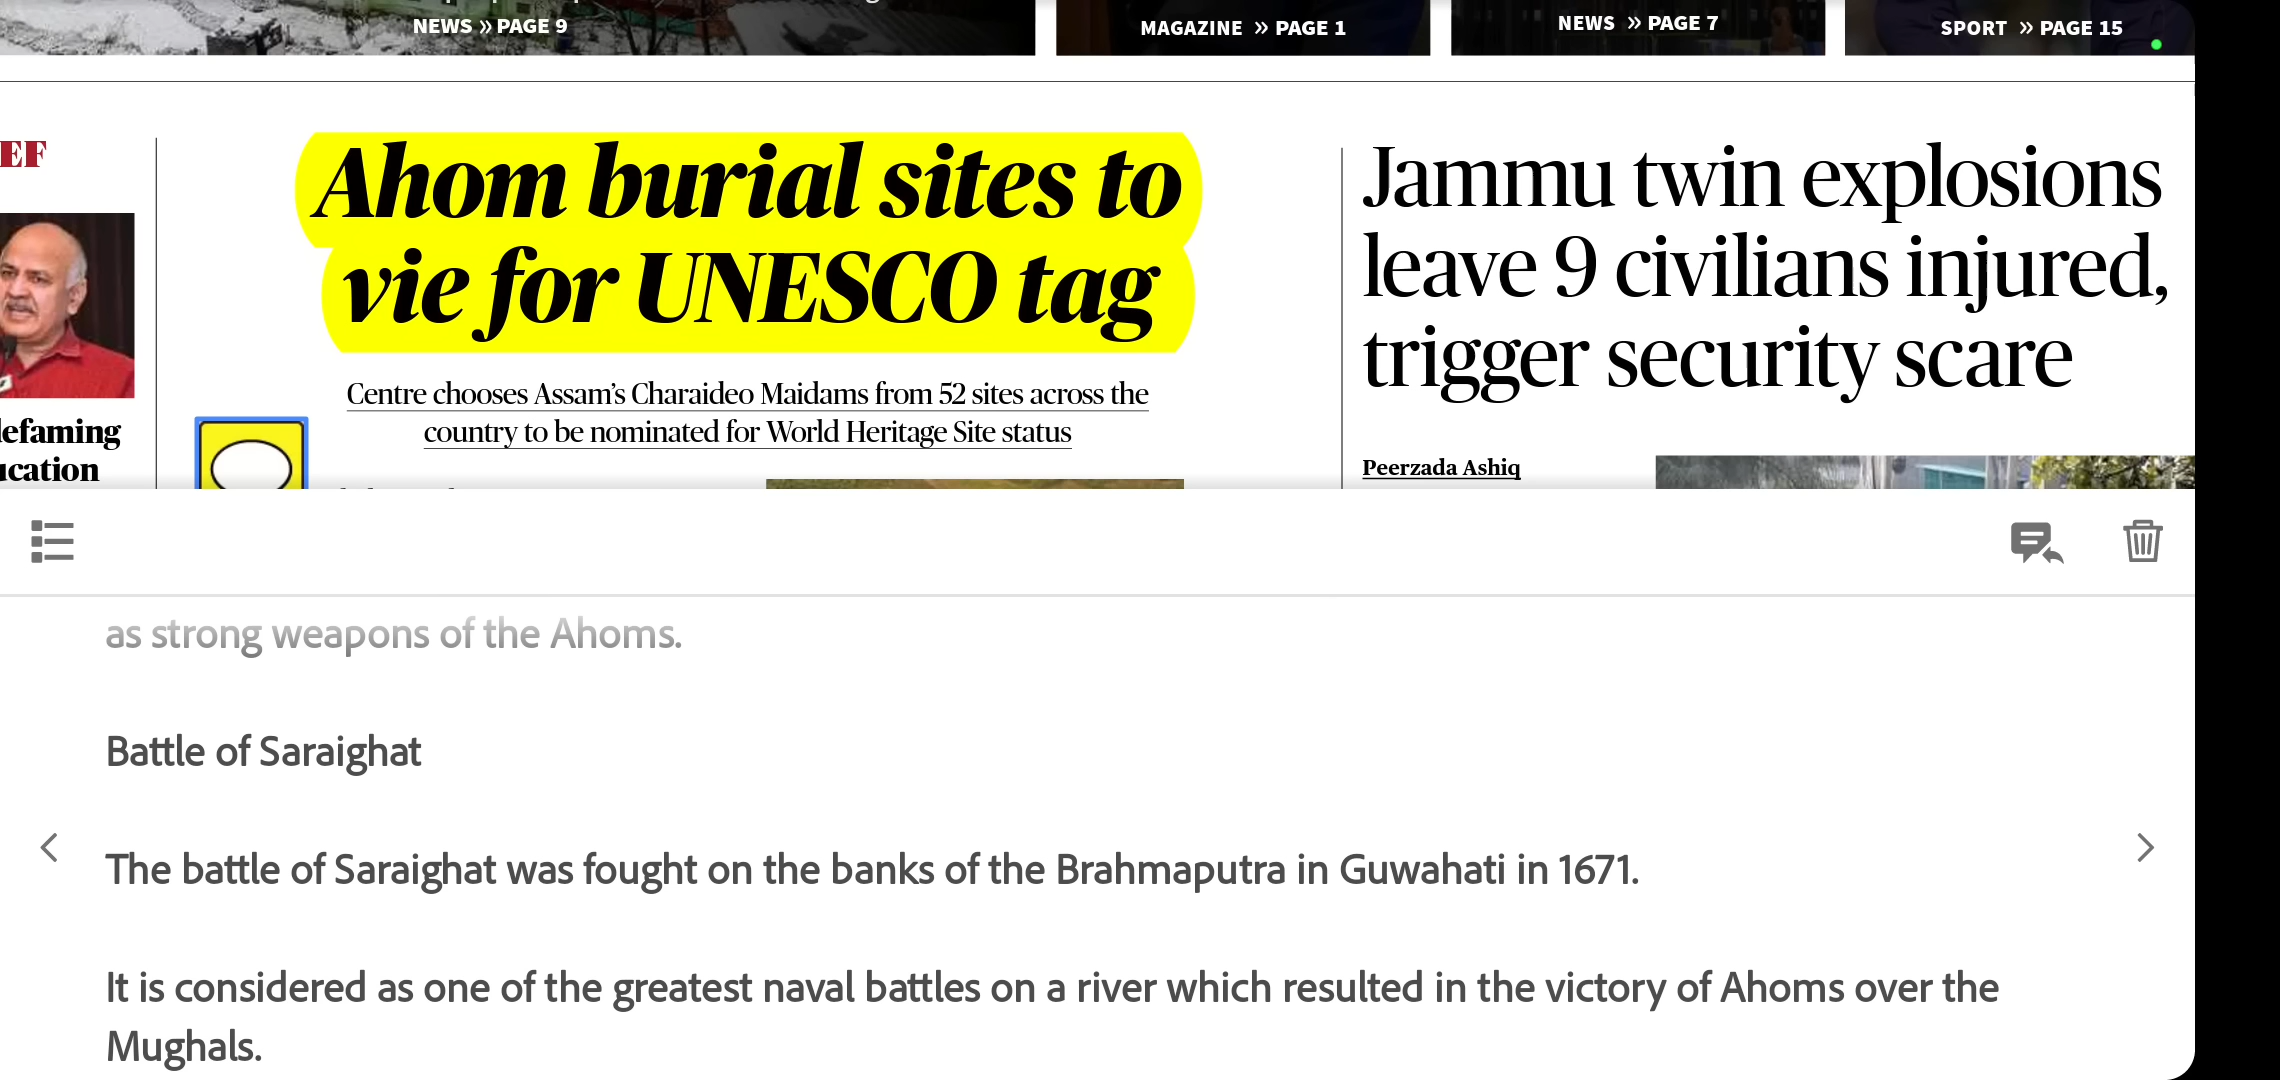 NEWS » PAGE 9
MAGAZINE » PAGE 1
NEWS » PAGE 7
SPORT » PAGE 15
EF
efaming
ucation
Ahom burial sites to
vie for UNESCO tag
Centre chooses Assam's Charaideo Maidams from 52 sites across the
country to be nominated for World Heritage Site status
Jammu twin explosions
leave 9 civilians injured,
trigger security scare
Peerzada Ashiq
as strong weapons of the Ahoms.
Battle of Saraighat
The battle of Saraighat was fought on the banks of the Brahmaputra in Guwahati in 1671.
It is considered as one of the greatest naval battles on a river which resulted in the victory of Ahoms over the
Mughals.